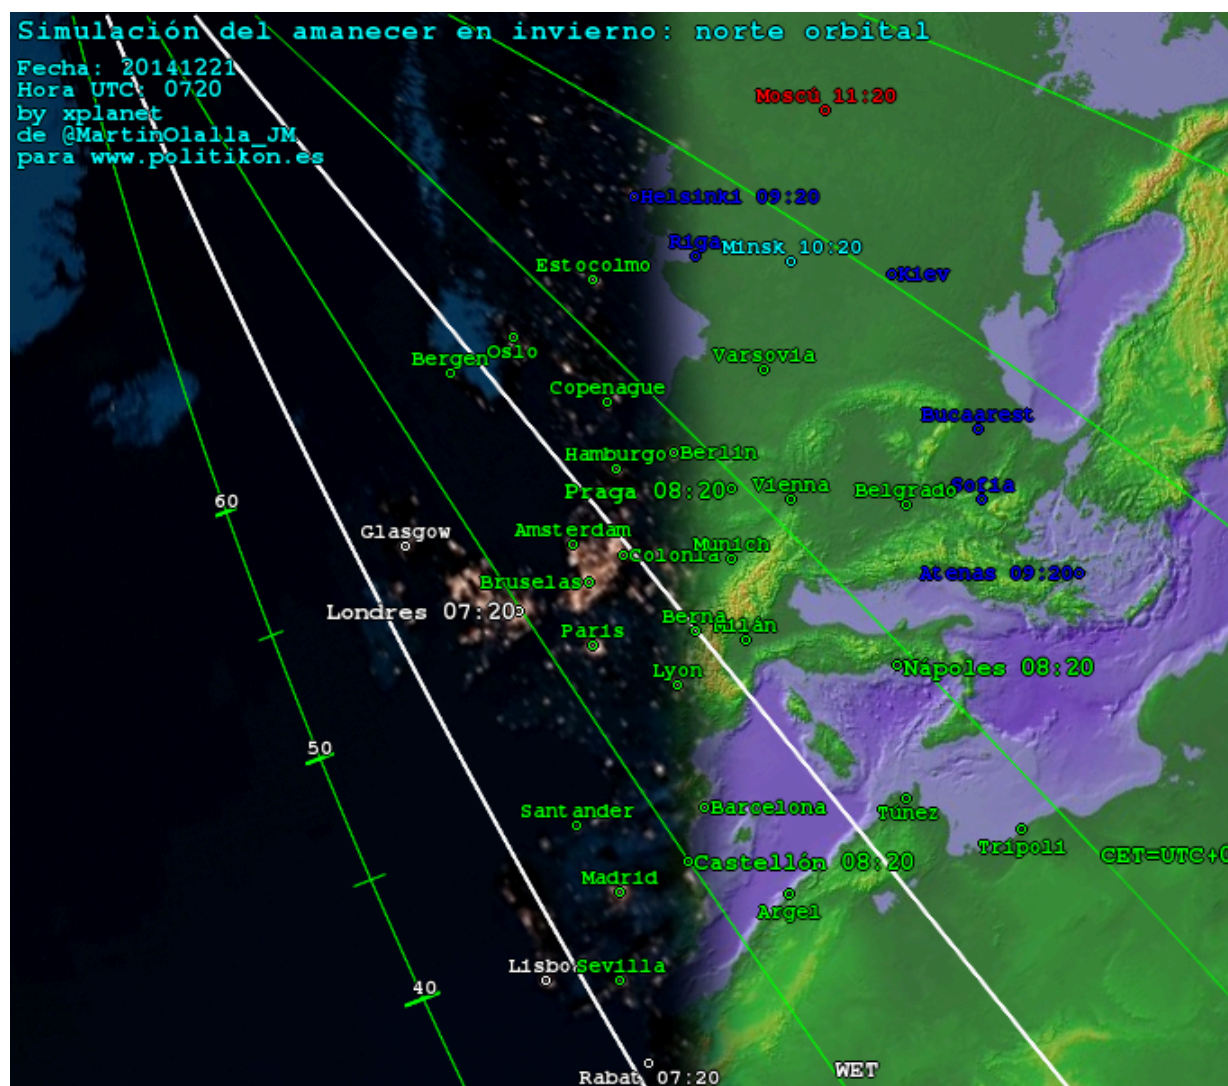 Simulación del amanecer en invierno: norte orbital
Fecha: 20141221
Hora UTC: 0720
by xplanet
de @MartinOlalla_JM
para www.politikon.es
Moscú 11:20
Helsinki 09:20
Riga
Minsk 10:20
Kiev
Estocolmo
Oslo
Bergen
Varsovia
Copenague
Bucaarest
Hamburgo
Berlin
Praga 08:20
Vienna
Belgrado
Sofia
60
Glasgow
Amsterdam
Colonia
Munich
Bruselas
Atenas 09:20
Londres 07:20
Paris
Berna
Milán
Lyon
Nápoles 08:20
50
Santander
Barcelona
Túnez
Trípoli
CET=UTC+0
Castellón 08:20
Madrid
Argel
Lisbo
Sevilla
40
WET
Rabat 07:20